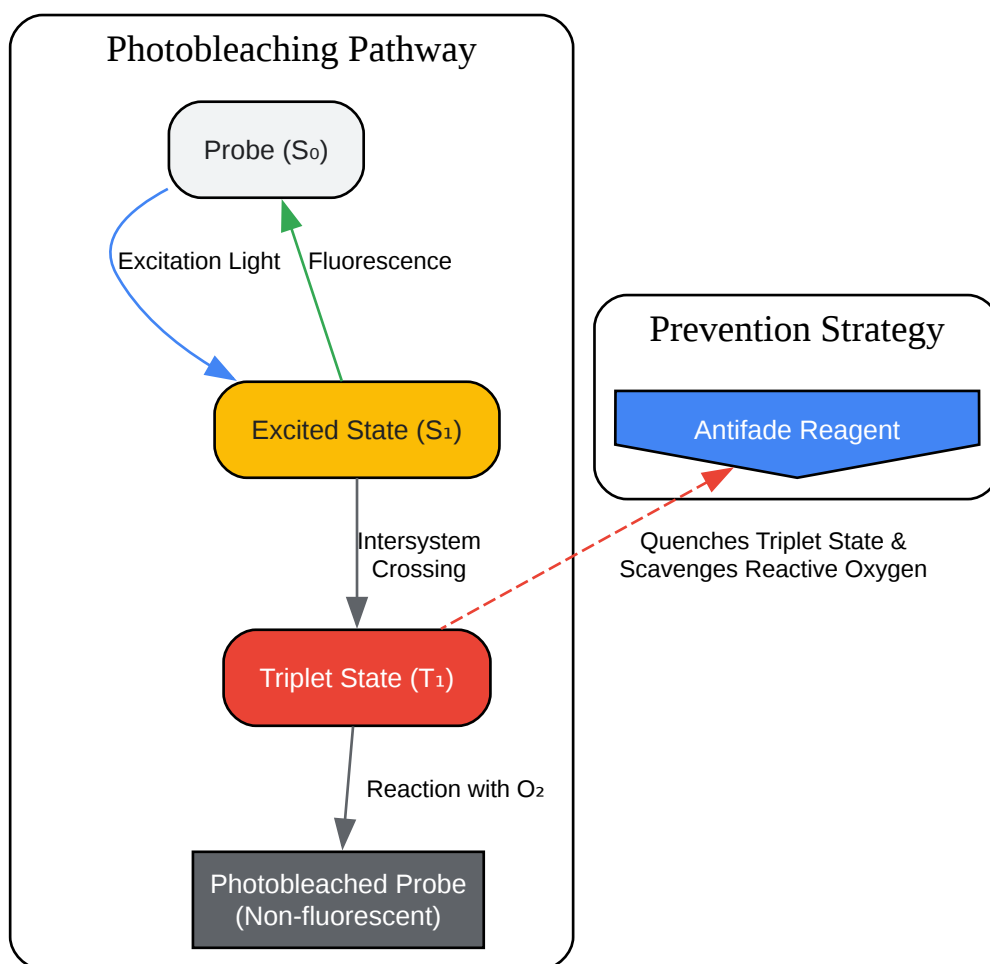 Photobleaching Pathway
Probe (S₀)
Excitation Light
Fluorescence
Prevention Strategy
Excited State (S₁)
Antifade Reagent
Intersystem
Crossing
Quenches Triplet State &
Scavenges Reactive Oxygen
Triplet State (T₁)
Reaction with O₂
Photobleached Probe
(Non-fluorescent)